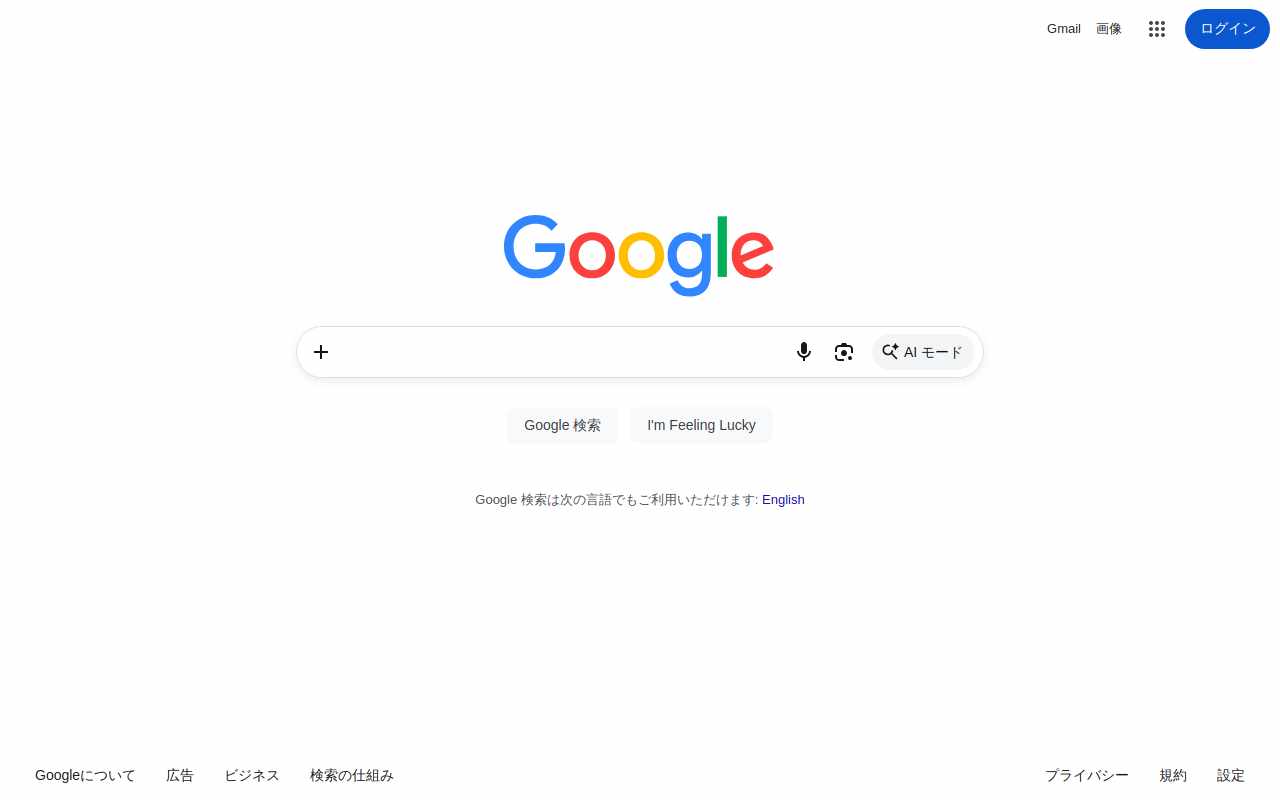 Gmail 画像 ログイン
Google
AI モード
Google 検索 I'm Feeling Lucky
Google 検索は次の言語でもご利用いただけます: English
Googleについて 広告 ビジネス 検索の仕組み プライバシー 規約 設定